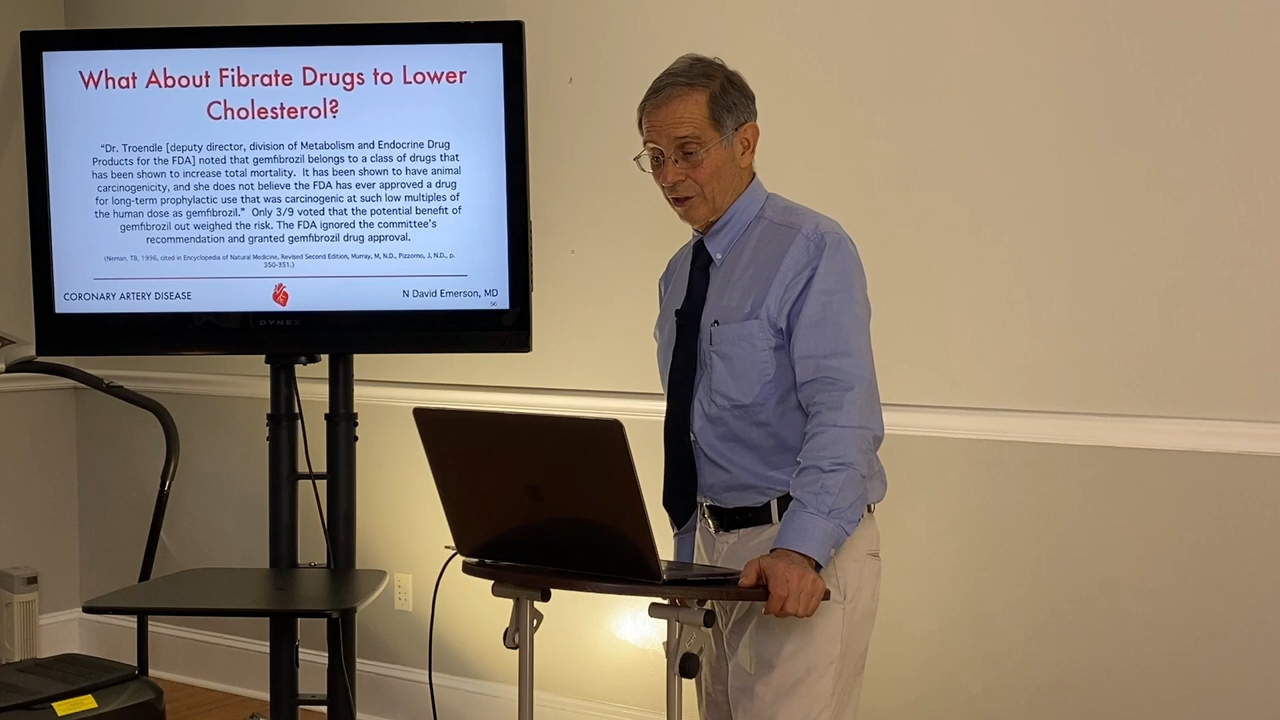 What About Fibrate Drugs to Lower
Cholesterol?
“Dr. Troendle [deputy director, division of Metabolism and Endocrine Drug
Products for the FDA] noted that gemfibrozil belongs to a class of drugs that
has been shown to increase total mortality. It has been shown to have animal
carcinogenicity, and she does not believe the FDA has ever approved a drug
for long-term prophylactic use that was carcinogenic at such low multiples of
the human dose as gemfibrozil.” Only 3/9 voted that the potential benefit of
gemfibrozil out weighed the risk. The FDA ignored the committee’s
recommendation and granted gemfibrozil drug approval.
(Neman, TB, 1996, cited in Encyclopedia of Natural Medicine, Revised Second Edition, Murray, M, N.D., Pizzorno, J, N.D., p.
350-351.)
CORONARY ARTERY DISEASE
N David Emerson, MD
56
DYNEX